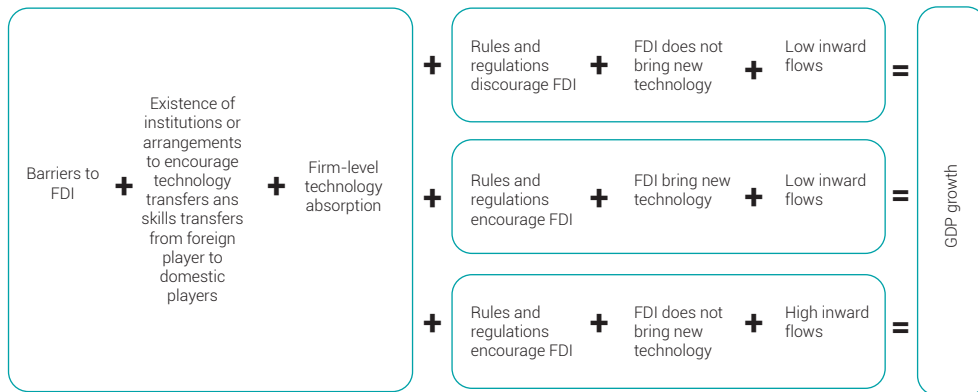 Barriers to
FDI
+
Existence of
institutions or
arrangements
to encourage
technology
transfers ans
skills transfers
from foreign
player to
domestic
players
+
Firm-level
technology
absorption
+
Rules and
regulations
discourage FDI
+
FDI does not
bring new
technology
+
Low inward
flows
=
+
Rules and
regulations
encourage FDI
+
FDI bring new
technology
+
Low inward
flows
=
+
Rules and
regulations
encourage FDI
+
FDI does not
bring new
technology
+
High inward
flows
=
GDP growth